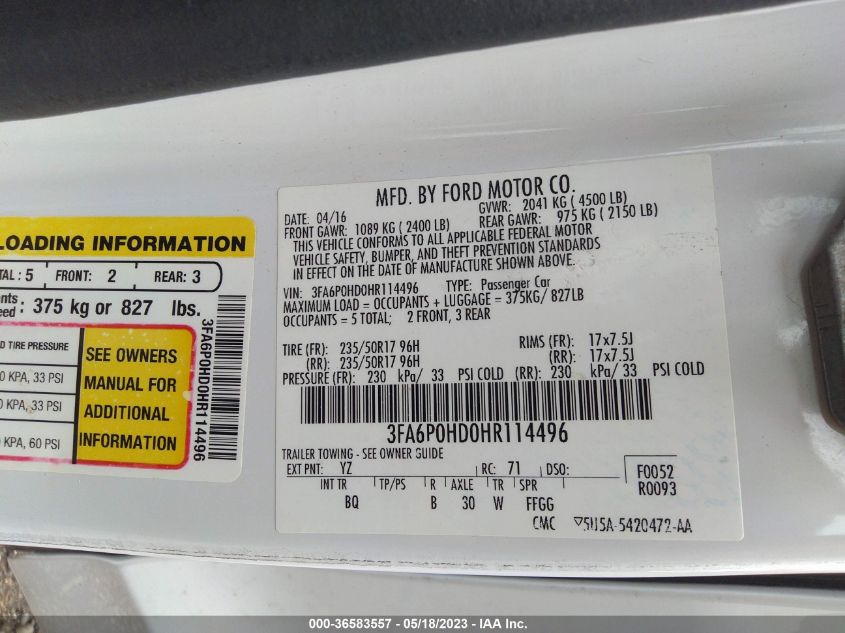 LOADING INFORMATION
TAL : 5 FRONT: 2 REAR: 3
nts
eed : 375 kg or 827 lbs.
D TIRE PRESSURE
0 KPA, 33 PSI
0 KPA, 33 PSI
0 KPA, 60 PSI
SEE OWNERS
MANUAL FOR
ADDITIONAL
INFORMATION
3FA6P0HD0HR114496
MFD. BY FORD MOTOR CO.
DATE: 04/16 GVWR: 2041 KG ( 4500 LB)
FRONT GAWR: 1089 KG ( 2400 LB) REAR GAWR: 975 KG ( 2150 LB)
THIS VEHICLE CONFORMS TO ALL APPLICABLE FEDERAL MOTOR
VEHICLE SAFETY, BUMPER, AND THEFT PREVENTION STANDARDS
IN EFFECT ON THE DATE OF MANUFACTURE SHOWN ABOVE.
VIN: 3FA6P0HD0HR114496 TYPE: Passenger Car
MAXIMUM LOAD = OCCUPANTS + LUGGAGE = 375KG/ 827LB
OCCUPANTS = 5 TOTAL; 2 FRONT, 3 REAR
TIRE (FR): 235/50R17 96H RIMS (FR): 17x7.5J
(RR): 235/50R17 96H (RR): 17x7.5J
PRESSURE (FR): 230 kPa/ 33 PSI COLD (RR): 230 kPa/ 33 PSI COLD
3FA6P0HD0HR114496
TRAILER TOWING - SEE OWNER GUIDE
EXT PNT: YZ RC: 71 DSO: F0052
INT TR TP/PS R AXLE TR SPR R0093
BQ B 30 W FFGG
CMC ▽5U5A-5420472-AA
000-36583557 - 05/18/2023 - IAA Inc.